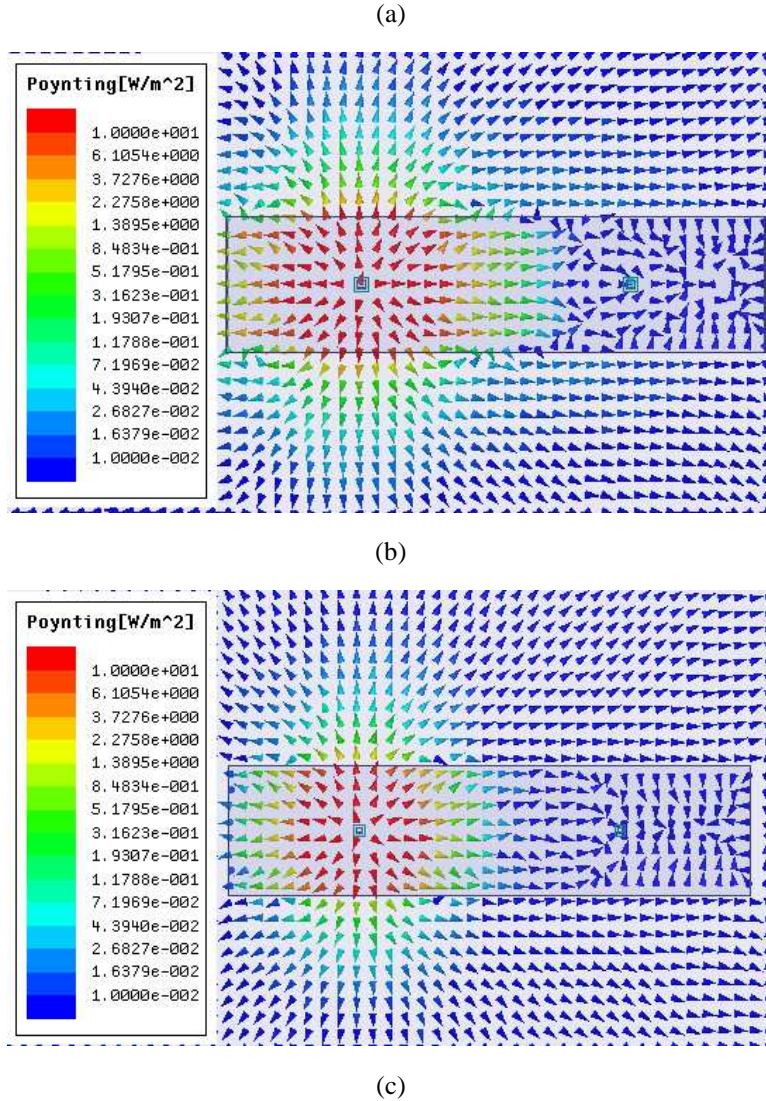 (a)
Poynting[W/m^2]
1.0000e+001
6.1054e+000
3.7276e+000
2.2758e+000
1.3895e+000
8.4834e-001
5.1795e-001
3.1623e-001
1.9307e-001
1.1788e-001
7.1969e-002
4.3940e-002
2.6827e-002
1.6379e-002
1.0000e-002
(b)
Poynting[W/m^2]
1.0000e+001
6.1054e+000
3.7276e+000
2.2758e+000
1.3895e+000
8.4834e-001
5.1795e-001
3.1623e-001
1.9307e-001
1.1788e-001
7.1969e-002
4.3940e-002
2.6827e-002
1.6379e-002
1.0000e-002
(c)